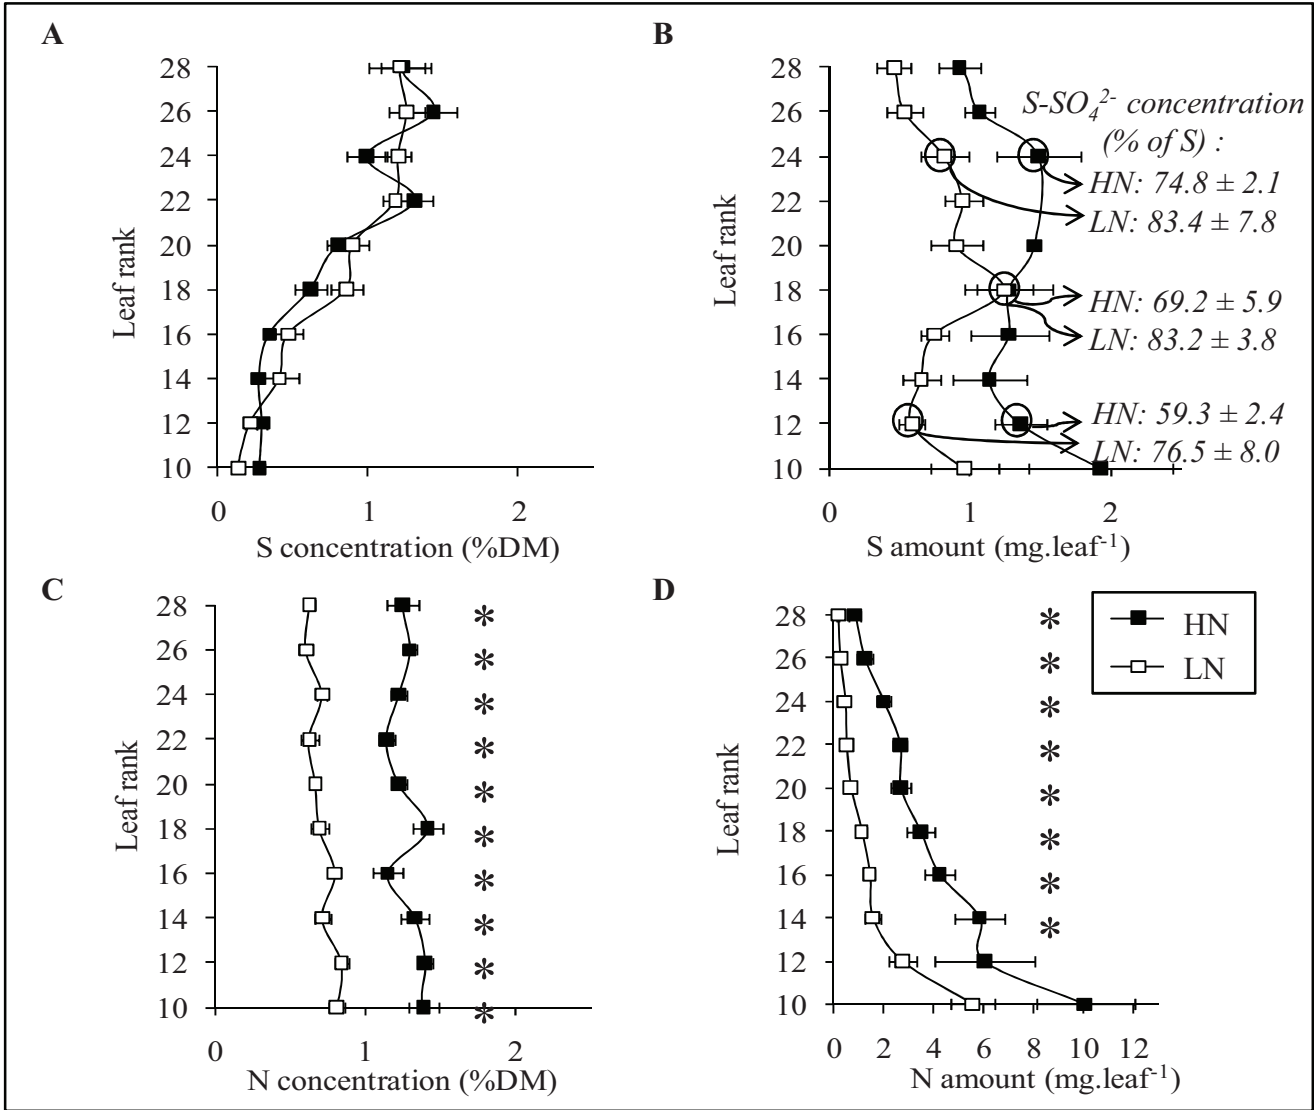 A
28
26
24
22
20
18
16
14
12
10
Leaf rank
0
1
2
S concentration (%DM)
B
28
26
24
22
20
18
16
14
12
10
Leaf rank
S-SO₄²⁻ concentration
(% of S) :
HN: 74.8 ± 2.1
LN: 83.4 ± 7.8
HN: 69.2 ± 5.9
LN: 83.2 ± 3.8
HN: 59.3 ± 2.4
LN: 76.5 ± 8.0
0
1
2
S amount (mg.leaf⁻¹)
C
28
26
24
22
20
18
16
14
12
10
Leaf rank
*
*
*
*
*
*
*
*
*
*
0
1
2
N concentration (%DM)
D
28
26
24
22
20
18
16
14
12
10
Leaf rank
*
*
*
*
*
*
*
*
HN
LN
0 2 4 6 8 10 12
N amount (mg.leaf⁻¹)